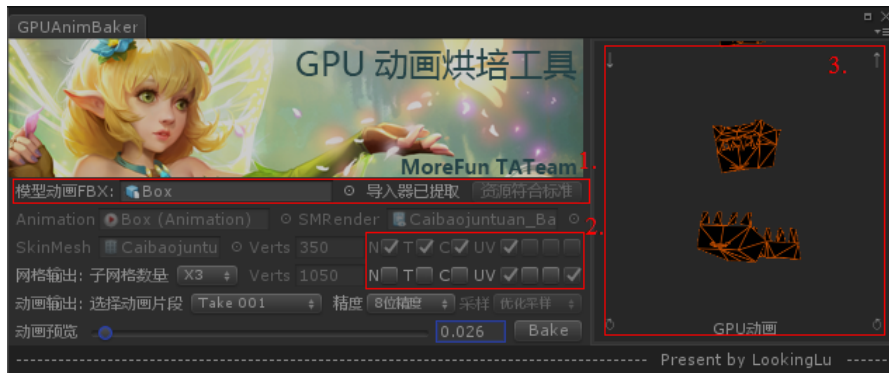 GPUAnimBaker
GPU 动画烘培工具
MoreFun TATeam
1.
模型动画FBX: Box 导入器已提取 资源符合标准
Animation Box (Animation) SMRender Caibaojuntuan_Ba
2.
SkinMesh Caibaojuntu Verts 350 N T C UV
网格输出: 子网格数量 X3 Verts 1050 N T C UV
动画输出: 选择动画片段 Take 001 精度 8位精度 采样 优化平样
动画预览 0.026 Bake
3.
GPU动画
Present by LookingLu